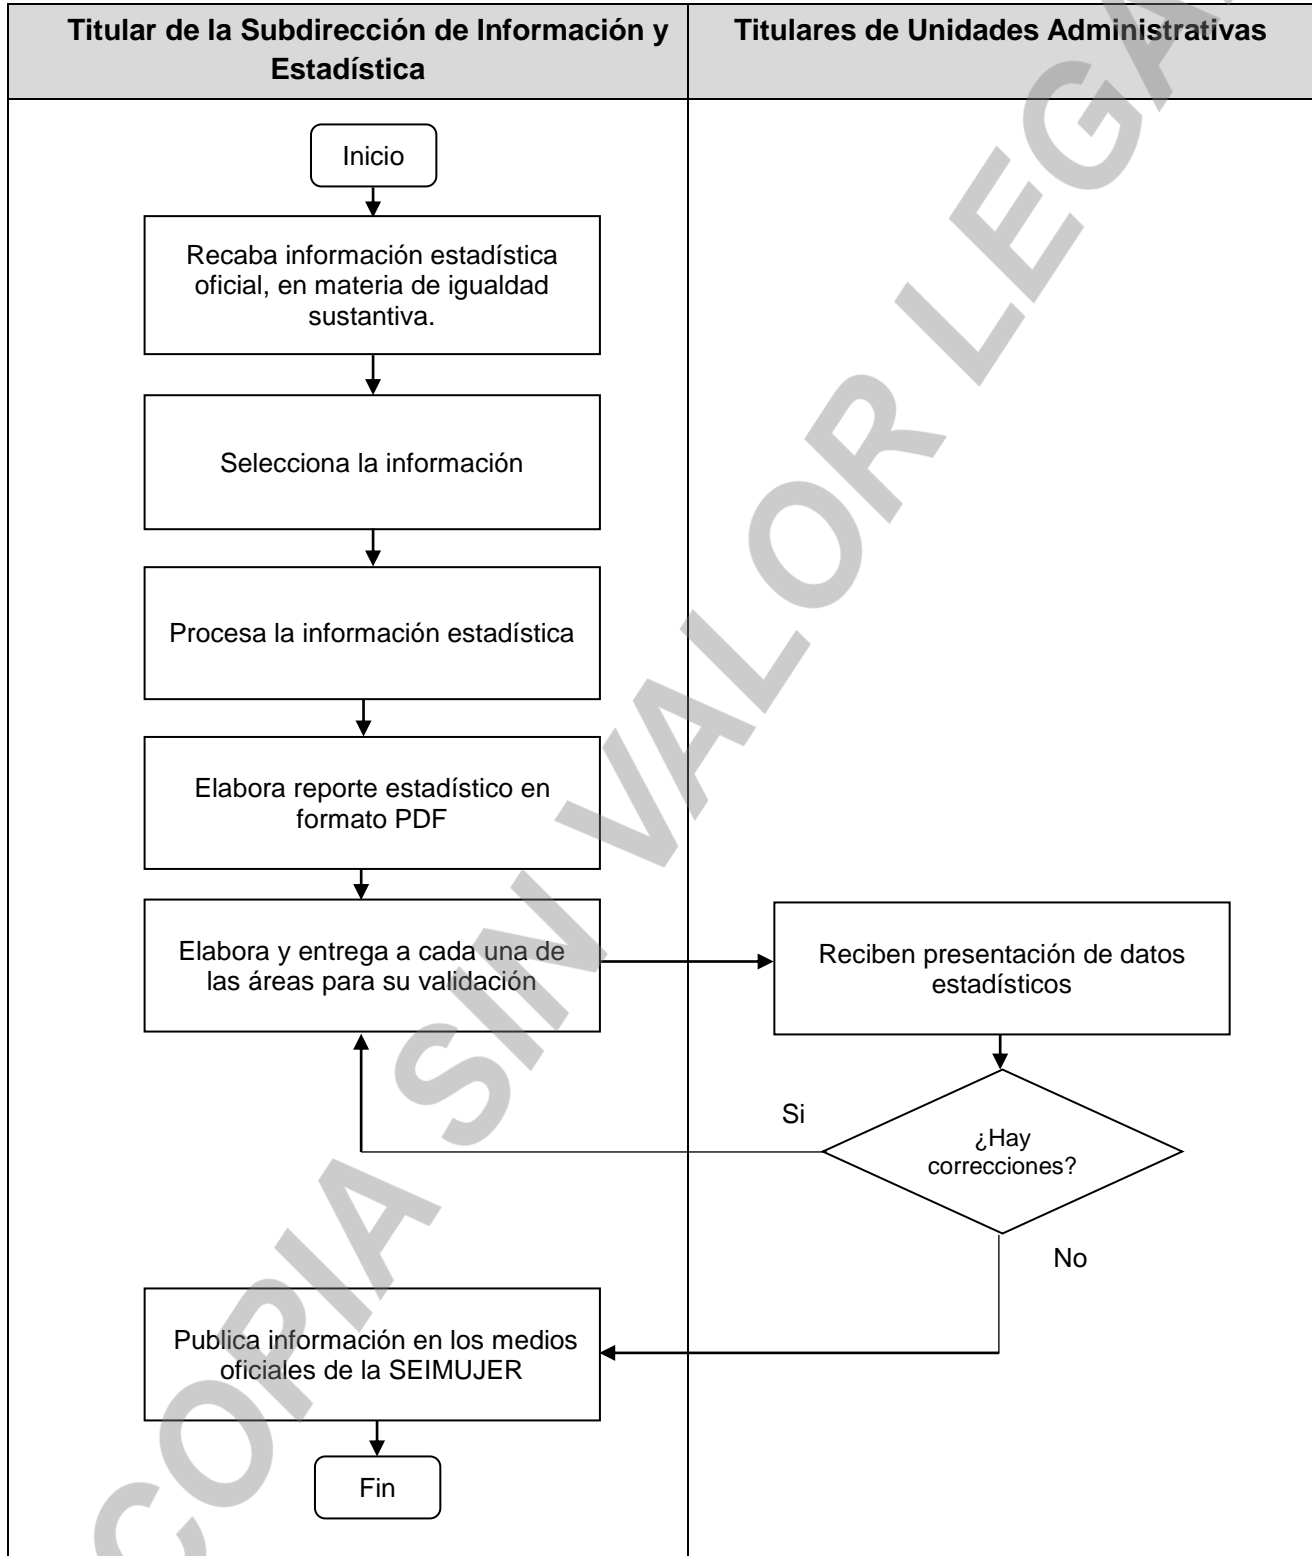 Titular de la Subdirección de Información y
Estadística
Titulares de Unidades Administrativas
Inicio
Recaba información estadística
oficial, en materia de igualdad
sustantiva.
Selecciona la información
Procesa la información estadística
Elabora reporte estadístico en
formato PDF
Elabora y entrega a cada una de
las áreas para su validación
Reciben presentación de datos
estadísticos
Si
¿Hay
correcciones?
No
Publica información en los medios
oficiales de la SEIMUJER
Fin
COPIA SIN VALOR LEGAL